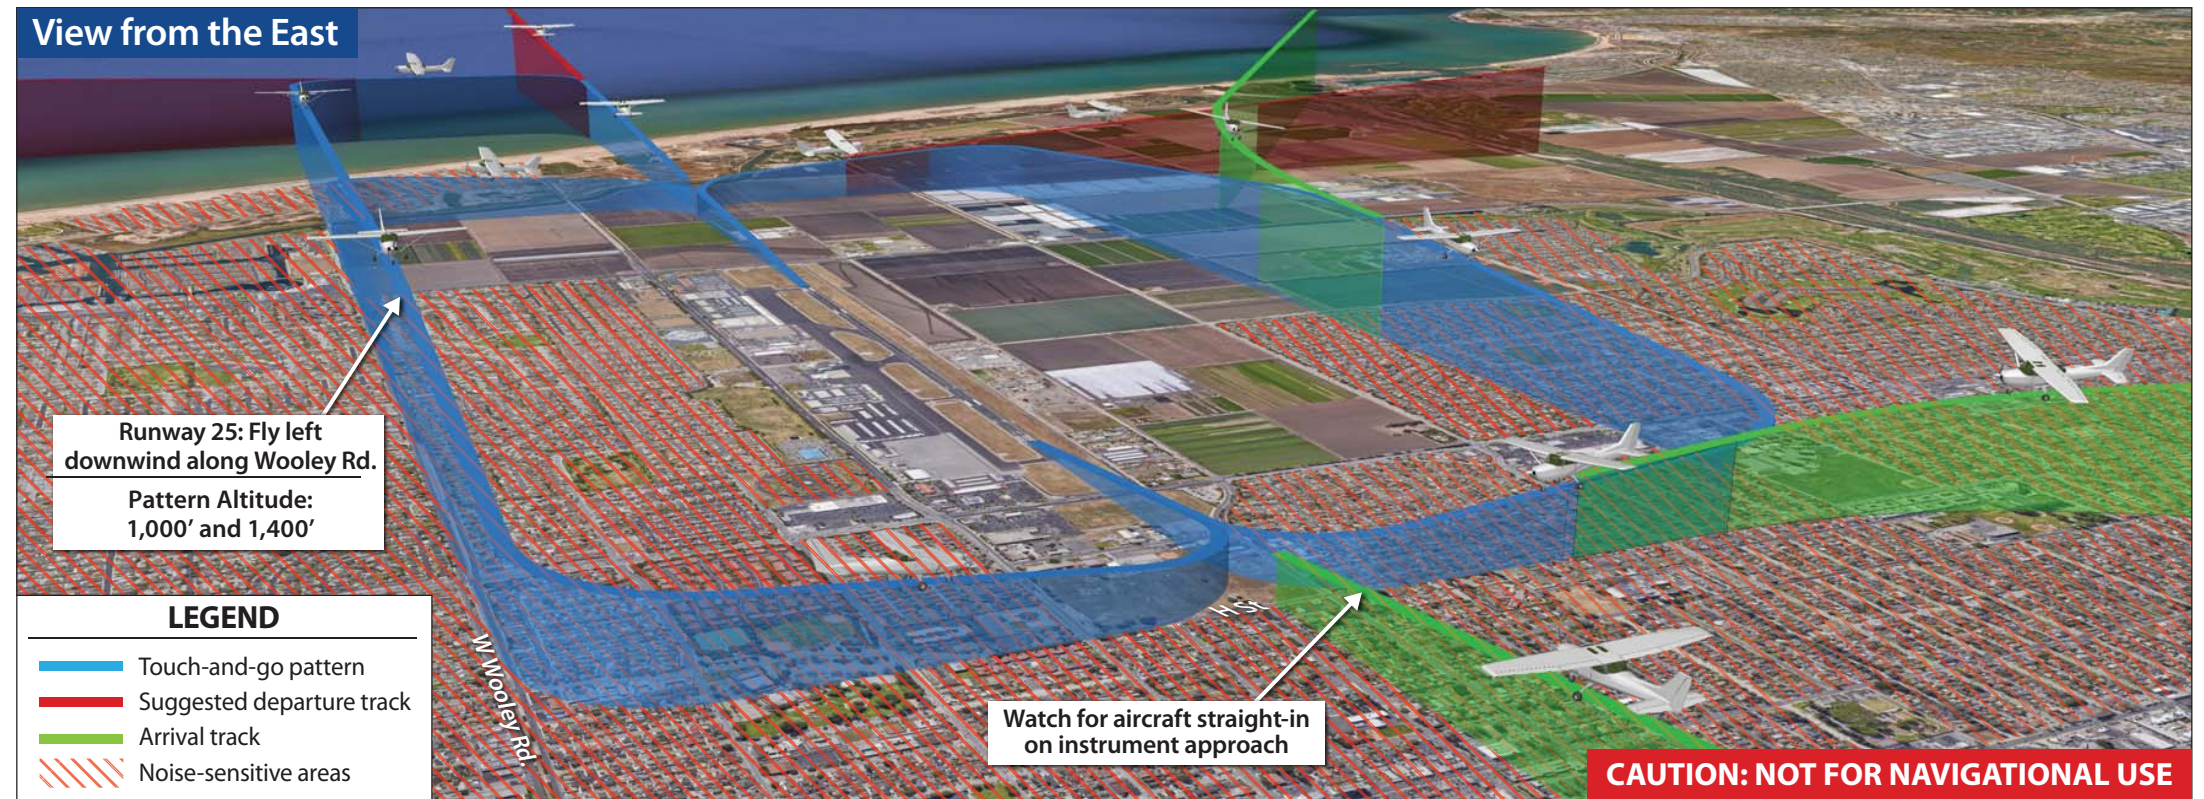 View from the East
Runway 25: Fly left
downwind along Wooley Rd.
Pattern Altitude:
1,000’ and 1,400’
LEGEND
Touch-and-go pattern
Suggested departure track
Arrival track
Noise-sensitive areas
W Wooley Rd.
H St
Watch for aircraft straight-in
on instrument approach
CAUTION: NOT FOR NAVIGATIONAL USE